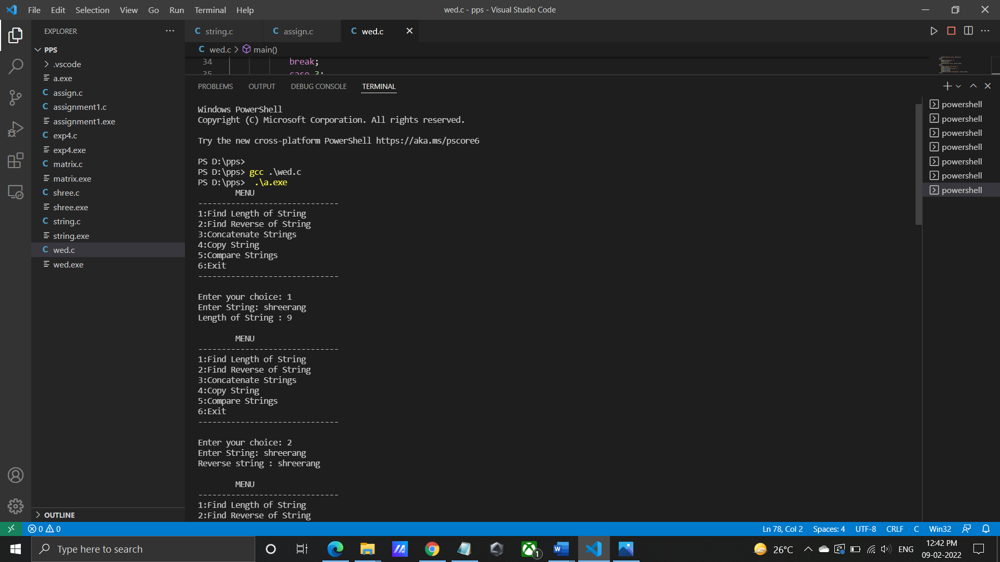 File Edit Selection View Go Run Terminal Help
wed.c - pps - Visual Studio Code
EXPLORER
PPS
.vscode
a.exe
assign.c
assignment1.c
assignment1.exe
exp4.c
exp4.exe
matrix.c
matrix.exe
shree.c
shree.exe
string.c
string.exe
wed.c
wed.exe
OUTLINE
C string.c
C assign.c
C wed.c
C wed.c > main()
34 break;
35 case 3:
PROBLEMS OUTPUT DEBUG CONSOLE TERMINAL
Windows PowerShell
Copyright (C) Microsoft Corporation. All rights reserved.
Try the new cross-platform PowerShell https://aka.ms/pscore6
PS D:\pps>
PS D:\pps> gcc .\wed.c
PS D:\pps>  .\a.exe
MENU
------------------------------
1:Find Length of String
2:Find Reverse of String
3:Concatenate Strings
4:Copy String
5:Compare Strings
6:Exit
------------------------------
Enter your choice: 1
Enter String: shreerang
Length of String : 9
MENU
------------------------------
1:Find Length of String
2:Find Reverse of String
3:Concatenate Strings
4:Copy String
5:Compare Strings
6:Exit
------------------------------
Enter your choice: 2
Enter String: shreerang
Reverse string : shreerang
MENU
------------------------------
1:Find Length of String
2:Find Reverse of String
powershell
powershell
powershell
powershell
powershell
powershell
powershell
0 0
Ln 78, Col 2 Spaces: 4 UTF-8 CRLF C Win32
Type here to search
1
26°C
ENG
12:42 PM
09-02-2022